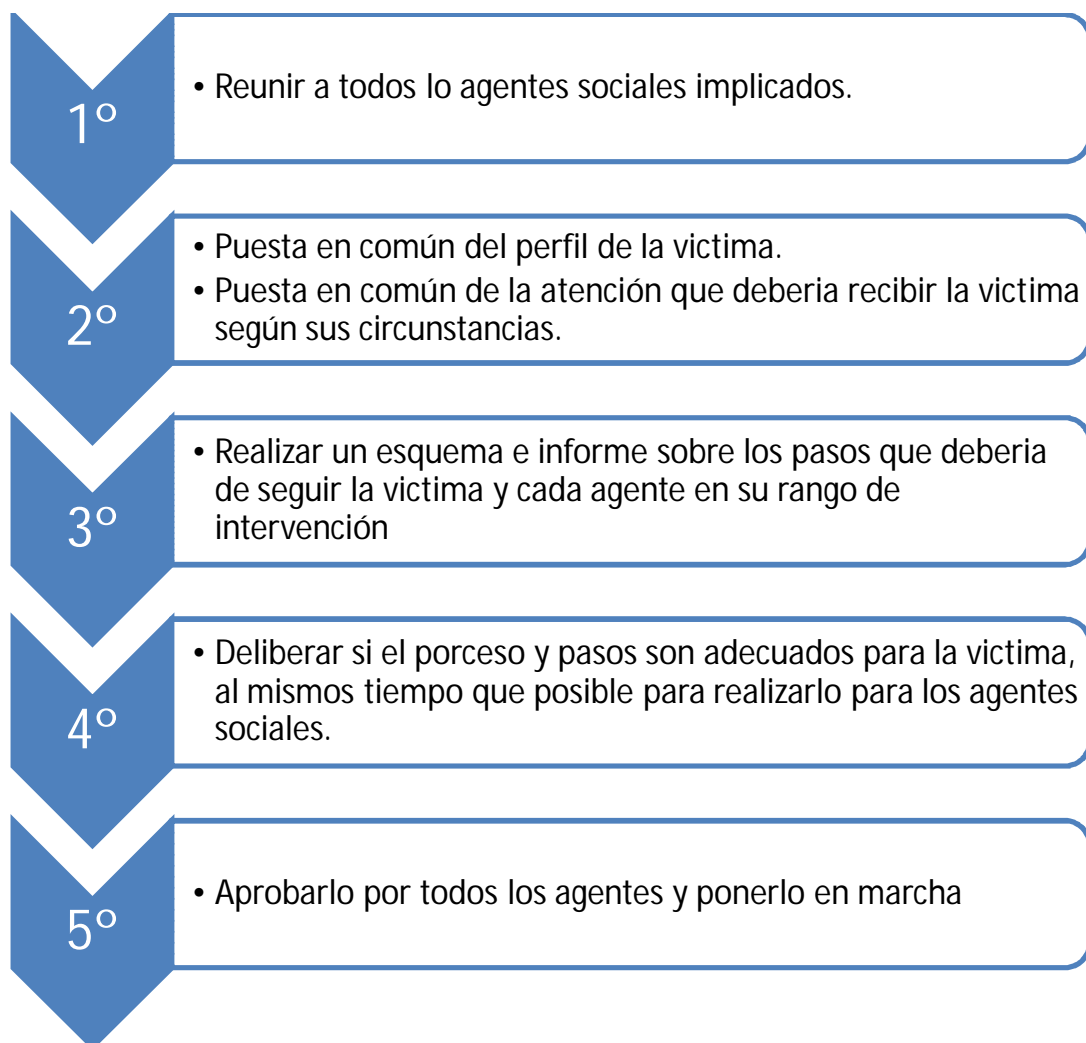 1º
• Reunir a todos lo agentes sociales implicados.
2º
• Puesta en común del perfil de la victima.
• Puesta en común de la atención que deberia recibir la victima
según sus circunstancias.
3º
• Realizar un esquema e informe sobre los pasos que deberia
de seguir la victima y cada agente en su rango de
intervención
4º
• Deliberar si el porceso y pasos son adecuados para la victima,
al mismos tiempo que posible para realizarlo para los agentes
sociales.
5º
• Aprobarlo por todos los agentes y ponerlo en marcha